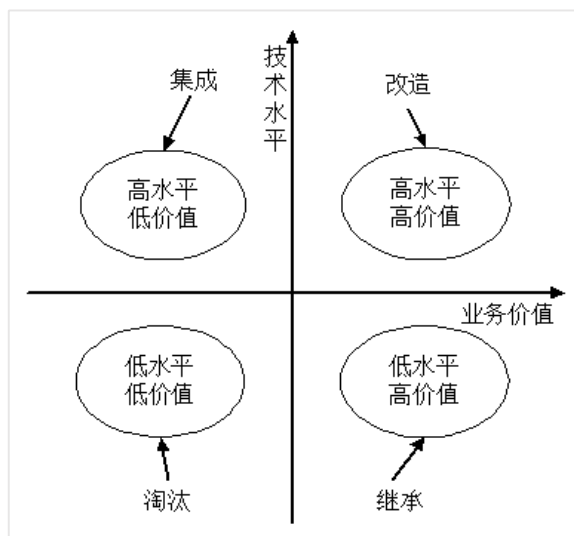 技术水平
集成
改造
高水平
低价值
高水平
高价值
业务价值
低水平
低价值
低水平
高价值
淘汰
继承